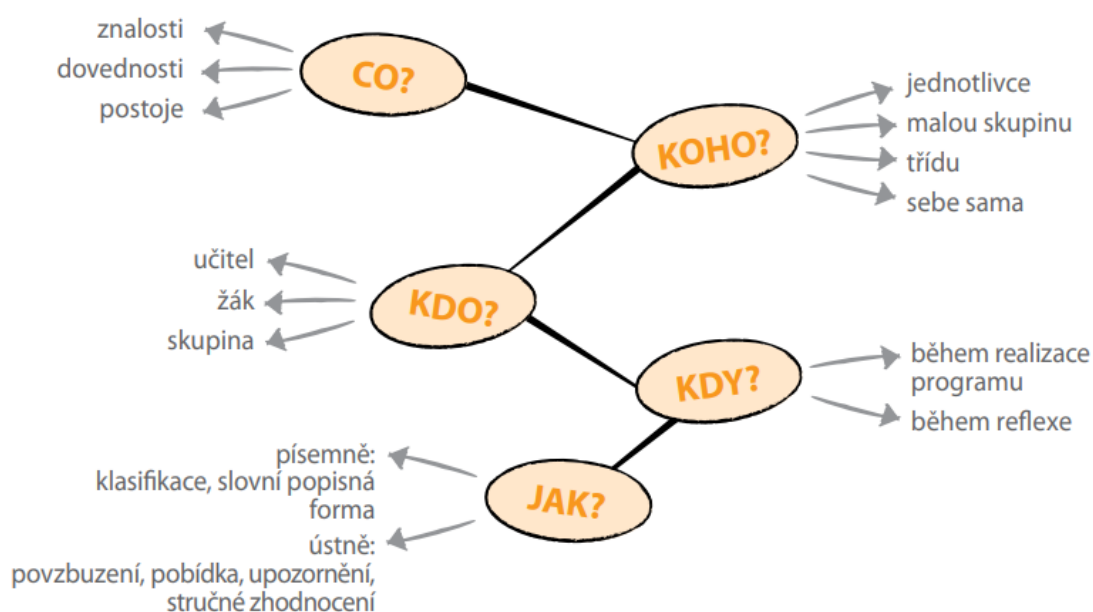 znalosti
dovednosti
postoje
CO?
KOHO?
jednotlivce
malou skupinu
třídu
sebe sama
učitel
žák
skupina
KDO?
KDY?
během realizace
programu
během reflexe
písemně:
klasifikace, slovní popisná
forma
ústně:
povzbuzení, pobídka, upozornění,
stručné zhodnocení
JAK?